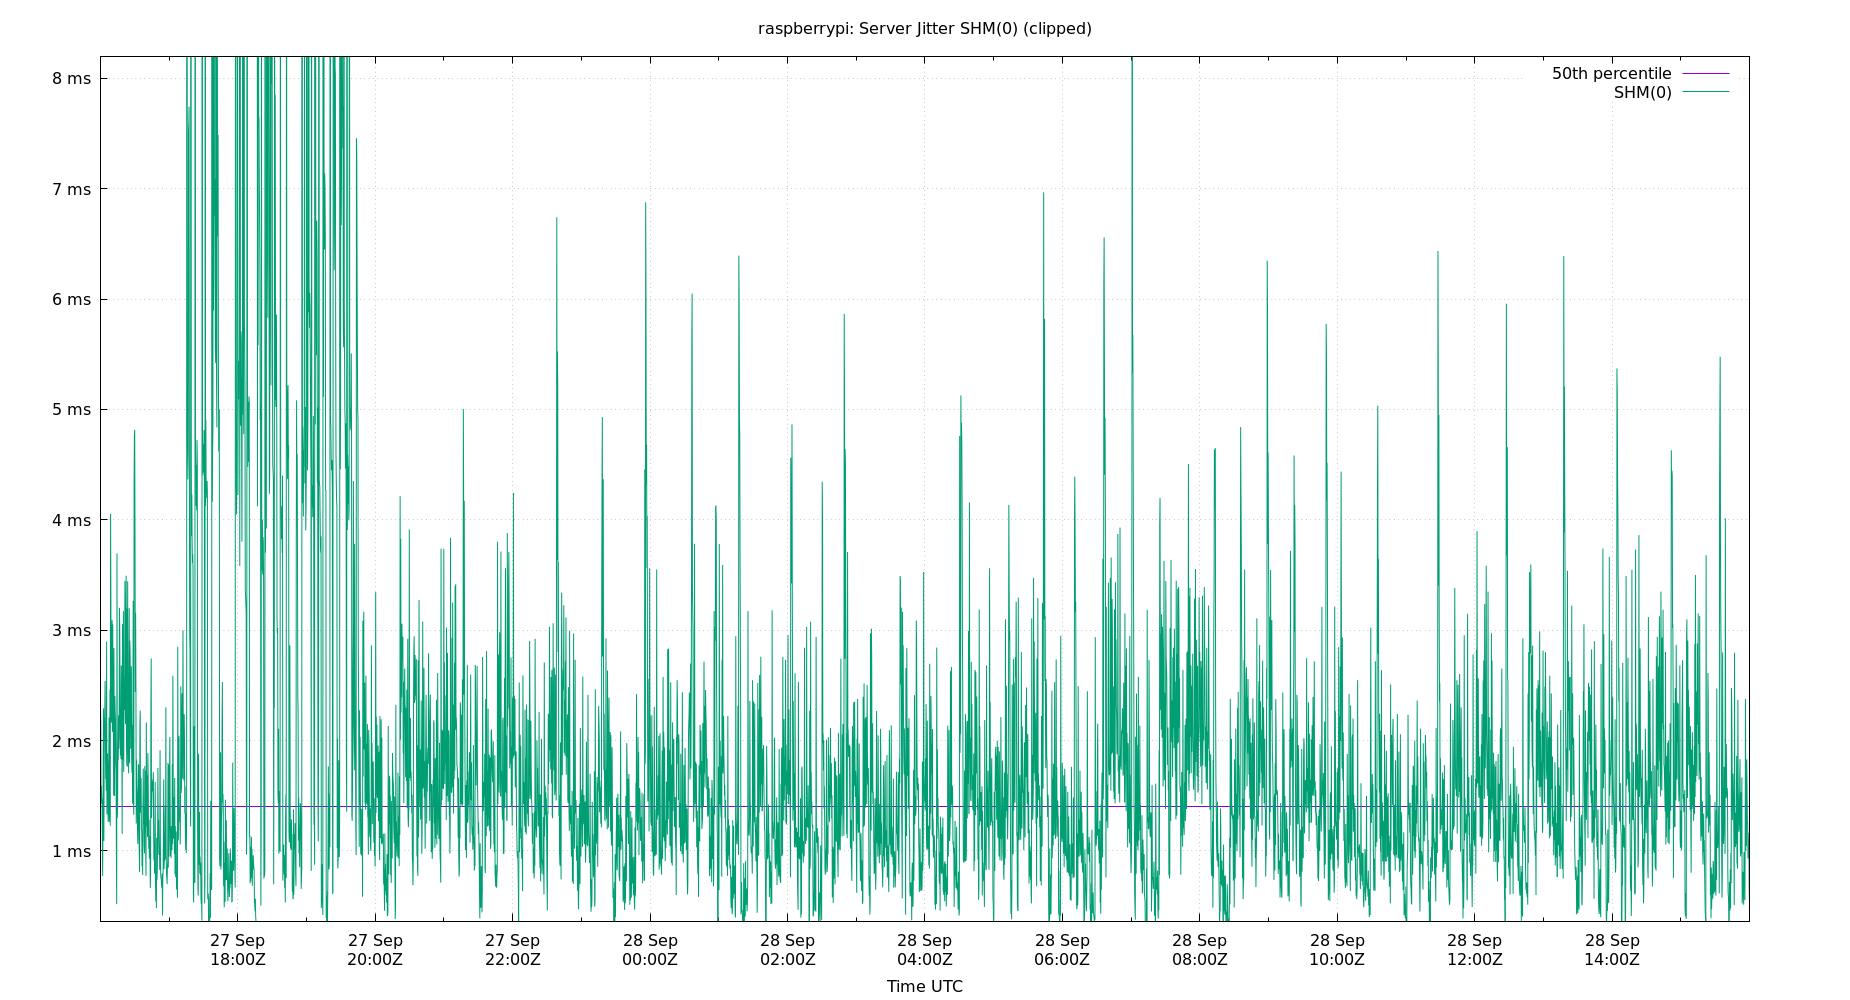 raspberrypi: Server Jitter SHM(0) (clipped)
50th percentile
SHM(0)
8 ms
7 ms
6 ms
5 ms
4 ms
3 ms
2 ms
1 ms
27 Sep 27 Sep 27 Sep 28 Sep 28 Sep 28 Sep 28 Sep 28 Sep 28 Sep 28 Sep 28 Sep
18:00Z 20:00Z 22:00Z 00:00Z 02:00Z 04:00Z 06:00Z 08:00Z 10:00Z 12:00Z 14:00Z
Time UTC